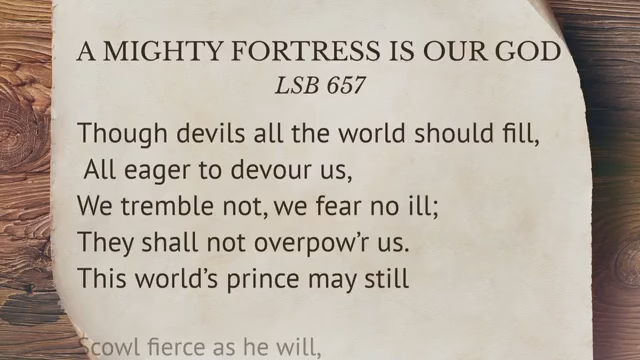 A MIGHTY FORTRESS IS OUR GOD
LSB 657
Though devils all the world should fill,
All eager to devour us,
We tremble not, we fear no ill;
They shall not overpow’r us.
This world’s prince may still
Scowl fierce as he will,